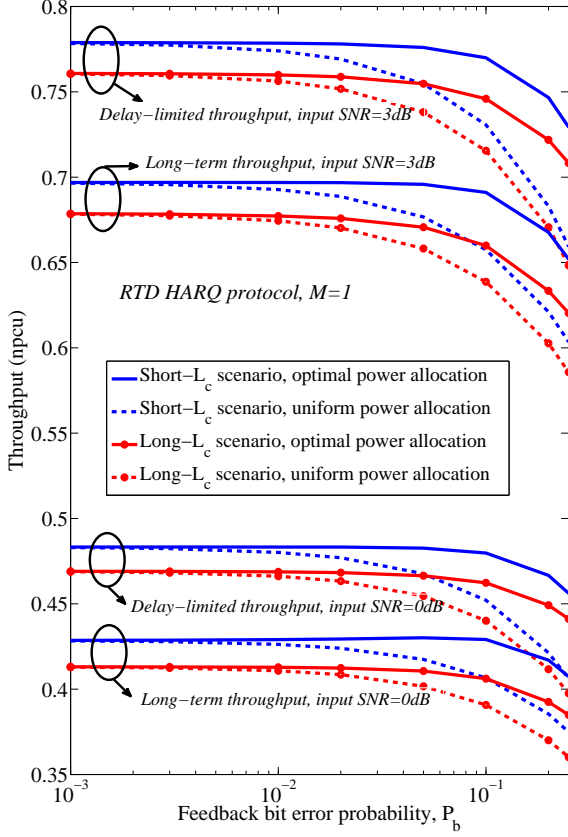 0.8
0.75
Delay−limited throughput, input SNR=3dB
Long−term throughput, input SNR=3dB
0.7
0.65
RTD HARQ protocol, M=1
0.6
Short−Lc scenario, optimal power allocation
Short−Lc scenario, uniform power allocation
Long−Lc scenario, optimal power allocation
Long−Lc scenario, uniform power allocation
Throughput (npcu)
0.55
0.5
0.45
Delay−limited throughput, input SNR=0dB
0.4
Long−term throughput, input SNR=0dB
0.35
10−3
10−2
10−1
Feedback bit error probability, Pb